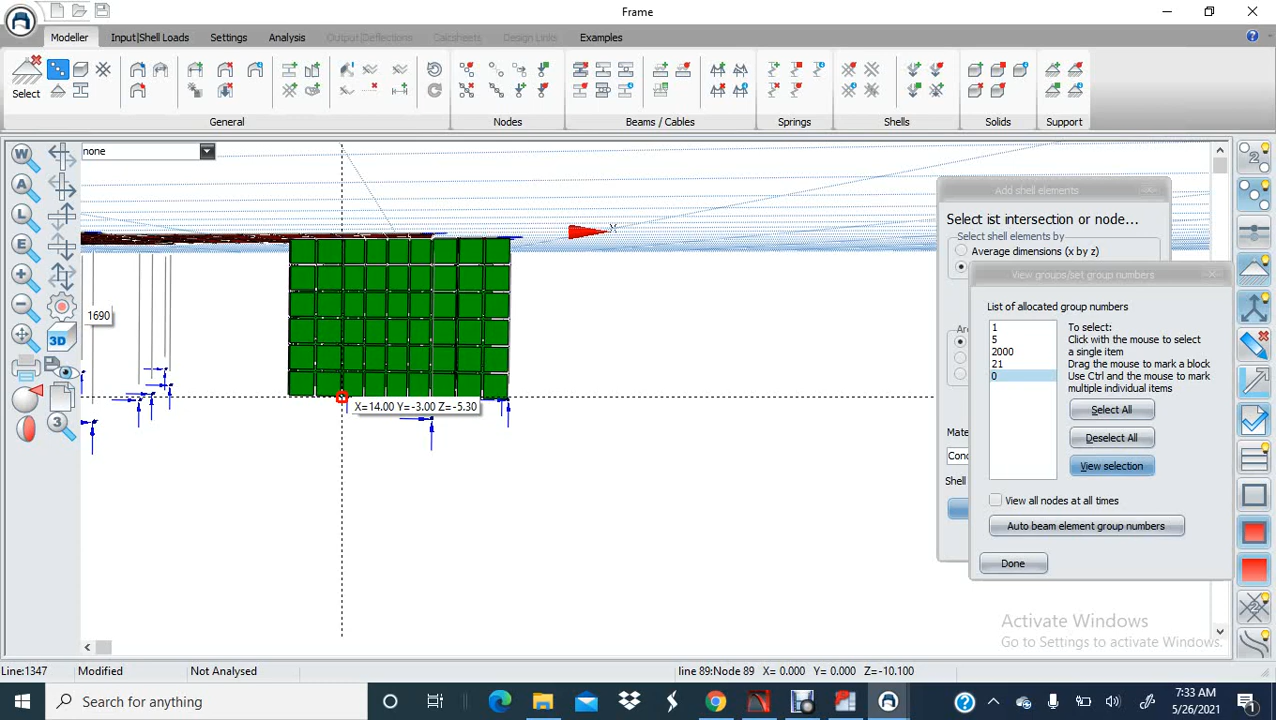 Frame
Modeller
Input|Shell Loads
Settings
Analysis
Output|Deflections
Calcsheets
Design Links
Examples
Select
General
Nodes
Beams / Cables
Springs
Shells
Solids
Support
none
X
1690
X=14.00 Y=-3.00 Z=-5.30
Add shell elements
Select ist intersection or node...
Select shell elements by
Average dimensions (x by z)
Shell
View groups/set group numbers
List of allocated group numbers
1
5
2000
21
0
To select:
Click with the mouse to select
a single item
Drag the mouse to mark a block
Use Ctrl and the mouse to mark
multiple individual items
Select All
Deselect All
View selection
View all nodes at all times
Auto beam element group numbers
Done
Activate Windows
Go to Settings to activate Windows.
Line:1347
Modified
Not Analysed
line 89:Node 89 X= 0.000 Y= 0.000 Z=-10.100
Search for anything
7:33 AM
5/26/2021
W
A
L
E
3D
3
2
1